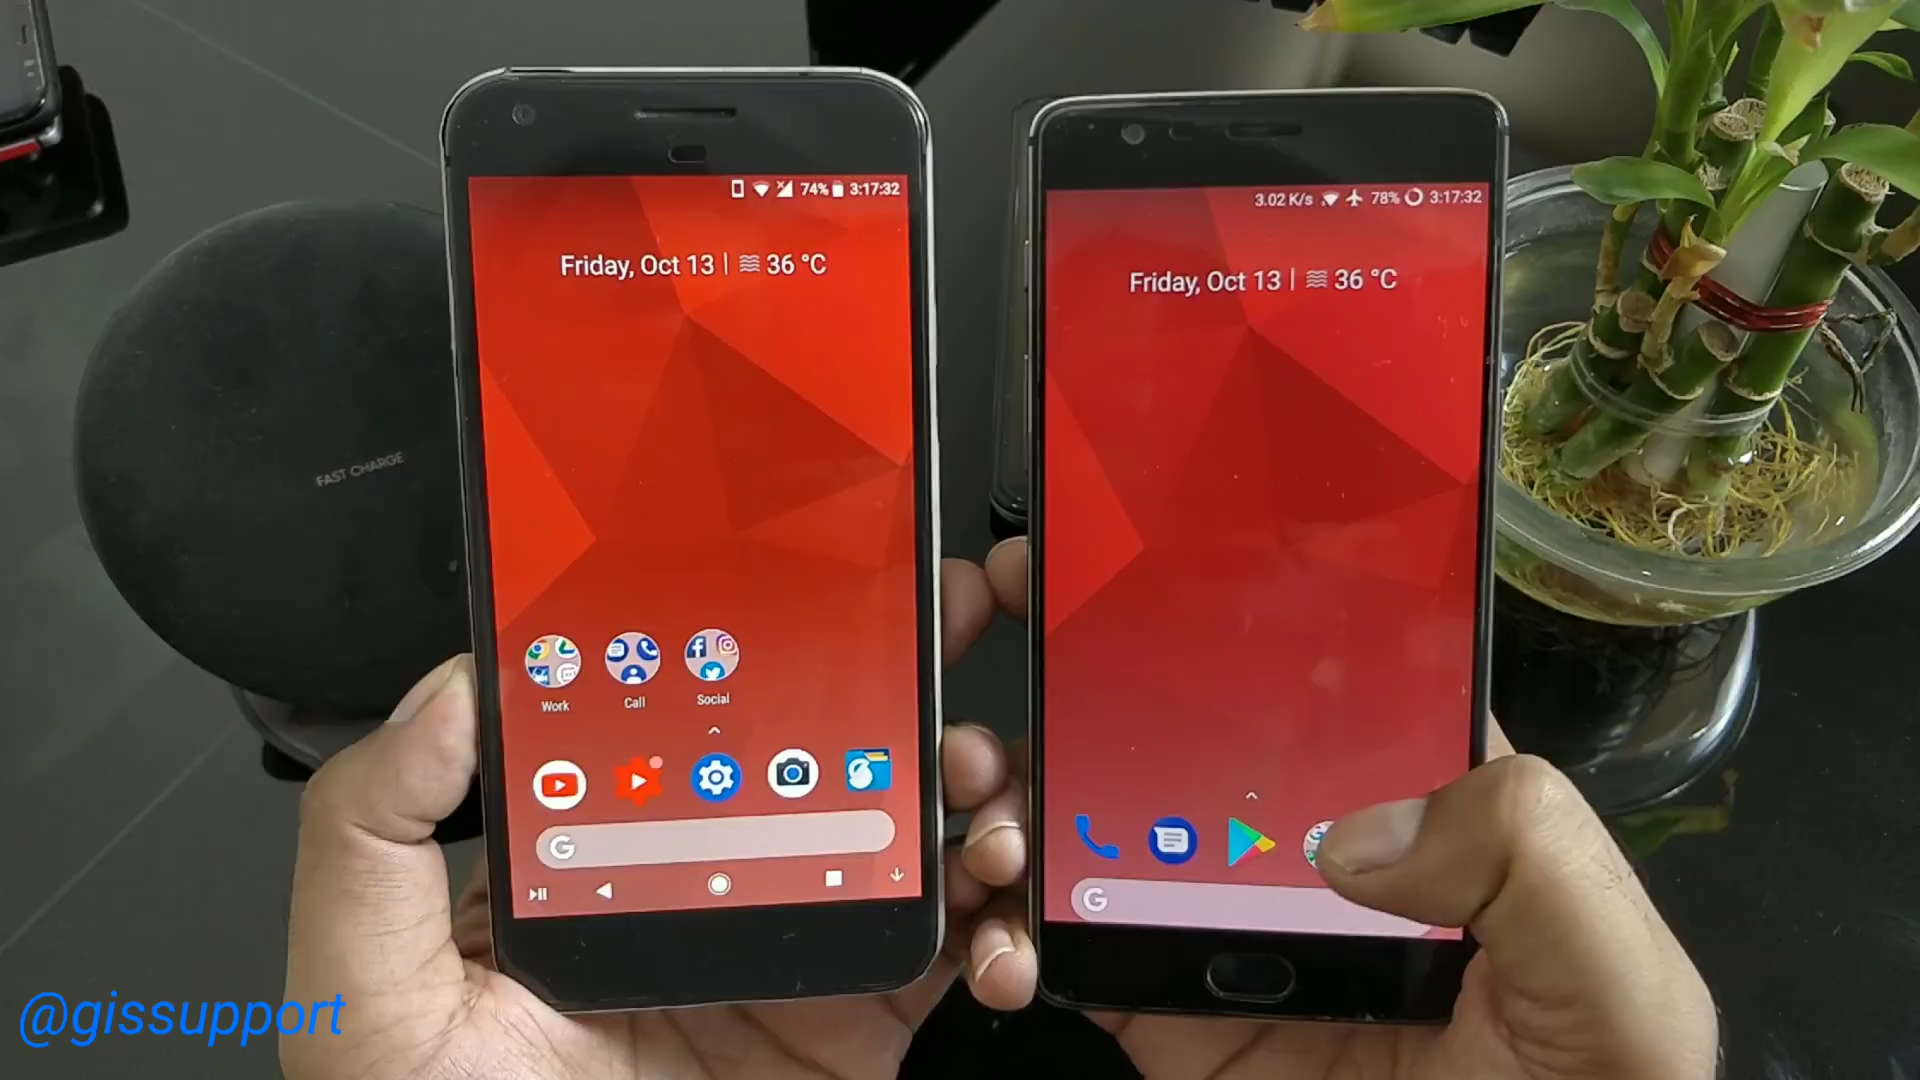 74% 3:17:32
3.02 K/s 78% 3:17:32
Friday, Oct 13 | 36 °C
Friday, Oct 13 | 36 °C
FAST CHARGE
Work Call Social
G
G
@gissupport